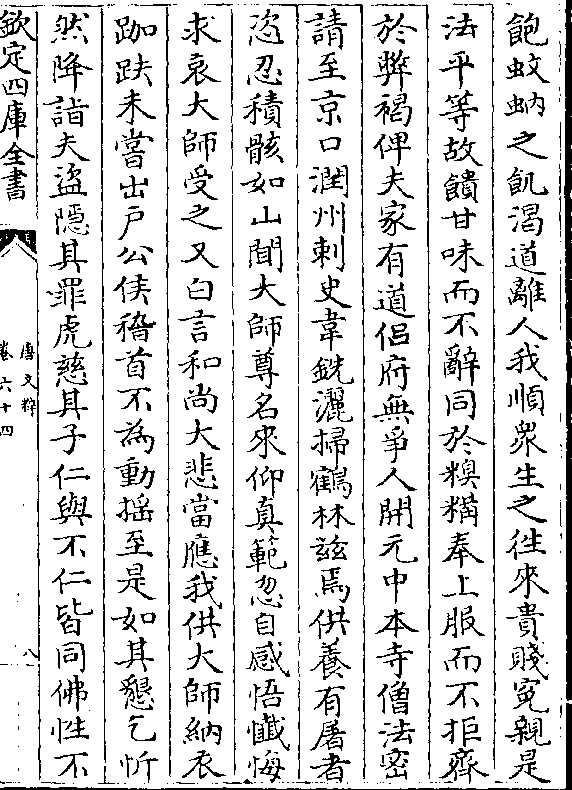 飽蚊蚋之飢渴道離人我順衆生之徃來貴賤寃親是
法平等故饋甘味而不辭同於糗糒奉上服而不拒齊
於弊褐俾夫家有道侣府無爭人開元中本寺僧法密
請至京口潤州刺史韋銑灑掃鶴林兹焉供養有屠者
恣忍積骸如山聞大師尊名來仰真範忽自感悟懴悔
求哀大師受之又白言和尚大悲當應我供大師納衣
跏趺未嘗出户公侯稽首不為動揺至是如其懇乞忻
然降詣夫盜隠其罪虎慈其子仁與不仁皆同佛性不
欽定四庫全書
唐文粹
卷六十四
八